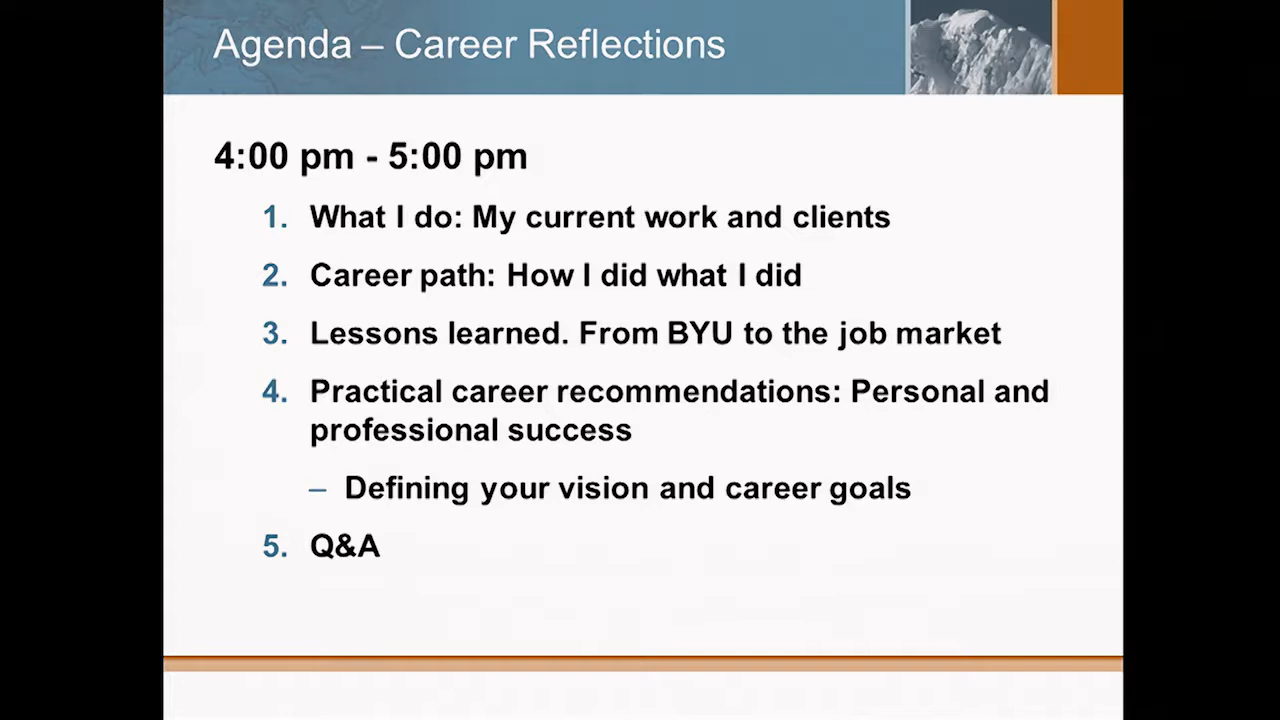 Agenda – Career Reflections
4:00 pm - 5:00 pm
1. What I do: My current work and clients
2. Career path: How I did what I did
3. Lessons learned. From BYU to the job market
4. Practical career recommendations: Personal and
professional success
– Defining your vision and career goals
5. Q&A